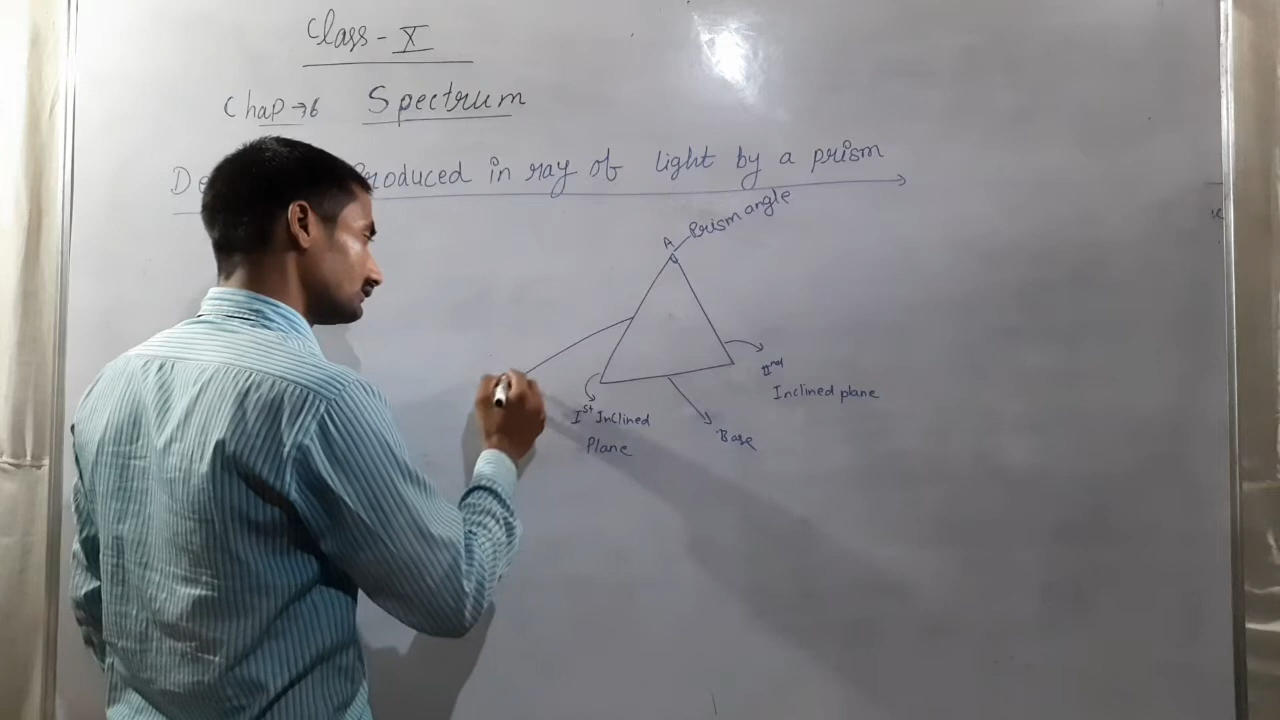 Class - X
Chap → 6 Spectrum
Produced in ray of light by a prism
Prism angle
A
IInd
Inclined plane
Ist Inclined
Plane
Base